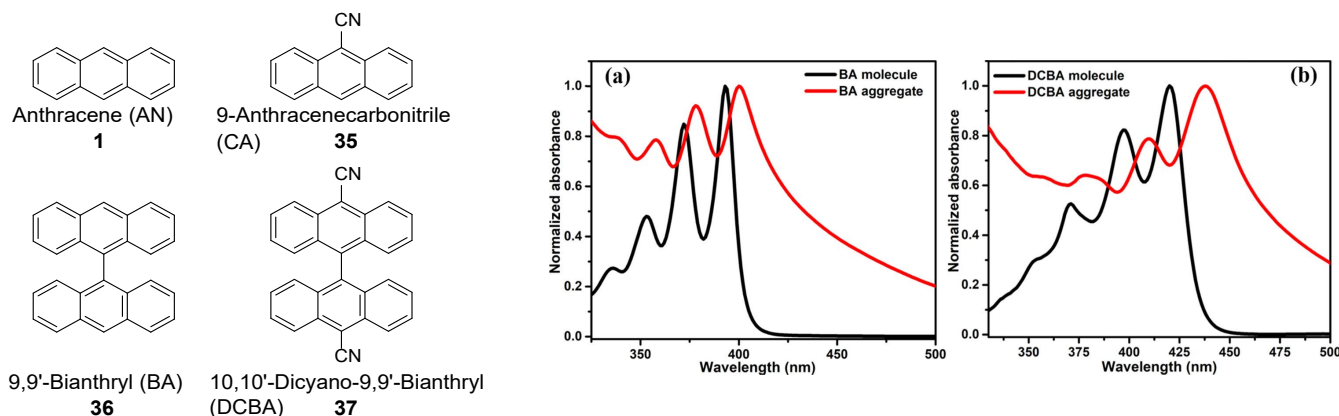 CN
Anthracene (AN)
1
9-Anthracenecarbonitrile
(CA)
35
CN
CN
9,9'-Bianthryl (BA)
36
10,10'-Dicyano-9,9'-Bianthryl
(DCBA)
37
(a)
BA molecule
BA aggregate
Normalized absorbance
1.0
0.8
0.6
0.4
0.2
0.0
350
400
450
500
Wavelength (nm)
(b)
DCBA molecule
DCBA aggregate
Normalized absorbance
1.0
0.8
0.6
0.4
0.2
0.0
350
375
400
425
450
475
500
Wavelength (nm)